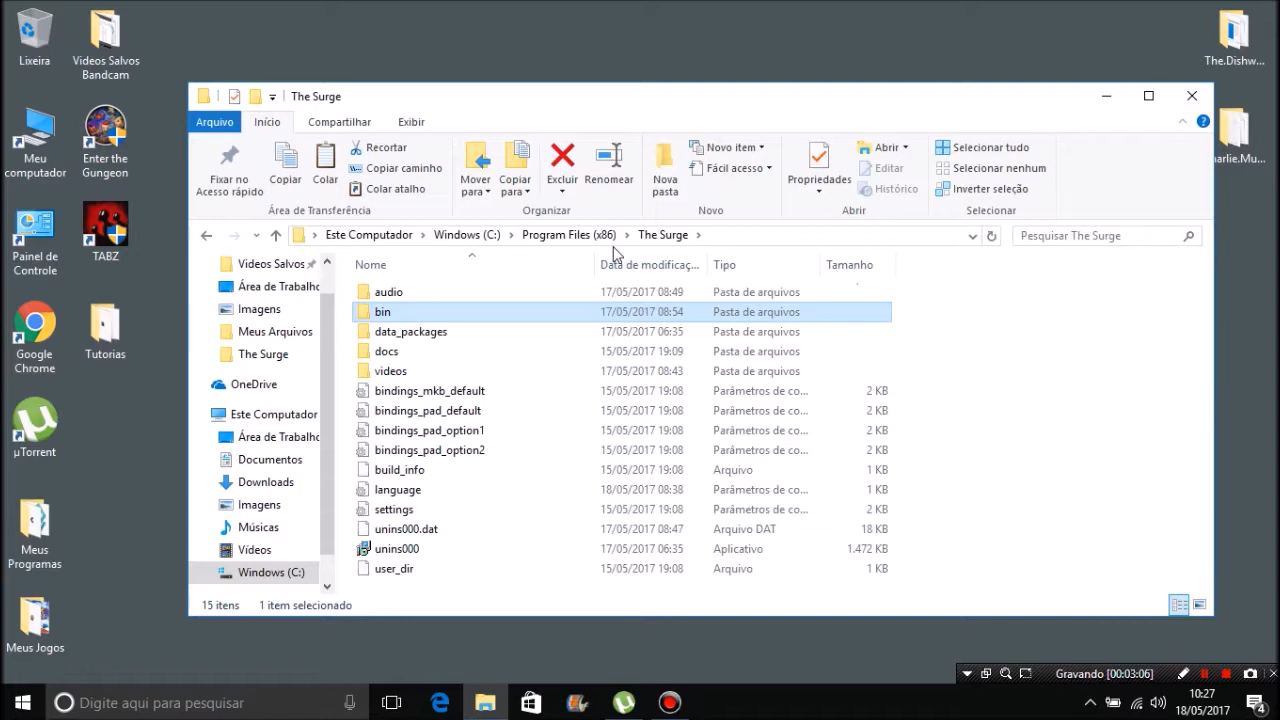 Lixeira
Videos Salvos
Bandcam
The.Dishw...
The Surge
Arquivo
Início
Compartilhar
Exibir
Meu
computador
Enter the
Gungeon
arlie.Mu...
Fixar no
Acesso rápido
Copiar
Colar
Recortar
Copiar caminho
Colar atalho
Mover
para
Copiar
para
Excluir
Renomear
Nova
pasta
Novo item
Fácil acesso
Propriedades
Abrir
Editar
Histórico
Selecionar tudo
Selecionar nenhum
Inverter seleção
Área de Transferência
Organizar
Novo
Abrir
Selecionar
Este Computador > Windows (C:) > Program Files (x86) > The Surge >
Pesquisar The Surge
Painel de
Controle
TABZ
Google
Chrome
Tutorias
µTorrent
Meus
Programas
Meus Jogos
Videos Salvos
Área de Trabalho
Imagens
Meus Arquivos
The Surge
OneDrive
Este Computador
Área de Trabalho
Documentos
Downloads
Imagens
Músicas
Vídeos
Windows (C:)
Nome Data de modificaç... Tipo Tamanho
audio 17/05/2017 08:49 Pasta de arquivos
bin 17/05/2017 08:54 Pasta de arquivos
data_packages 17/05/2017 06:35 Pasta de arquivos
docs 15/05/2017 19:09 Pasta de arquivos
videos 17/05/2017 08:43 Pasta de arquivos
bindings_mkb_default 15/05/2017 19:08 Parâmetros de co... 2 KB
bindings_pad_default 15/05/2017 19:08 Parâmetros de co... 2 KB
bindings_pad_option1 15/05/2017 19:08 Parâmetros de co... 2 KB
bindings_pad_option2 15/05/2017 19:08 Parâmetros de co... 2 KB
build_info 15/05/2017 19:08 Arquivo 1 KB
language 18/05/2017 08:38 Parâmetros de co... 1 KB
settings 15/05/2017 19:08 Parâmetros de co... 2 KB
unins000.dat 17/05/2017 08:47 Arquivo DAT 18 KB
unins000 17/05/2017 06:35 Aplicativo 1.472 KB
user_dir 15/05/2017 19:08 Arquivo 1 KB
15 itens 1 item selecionado
Gravando [00:03:06]
Digite aqui para pesquisar
10:27
18/05/2017
4